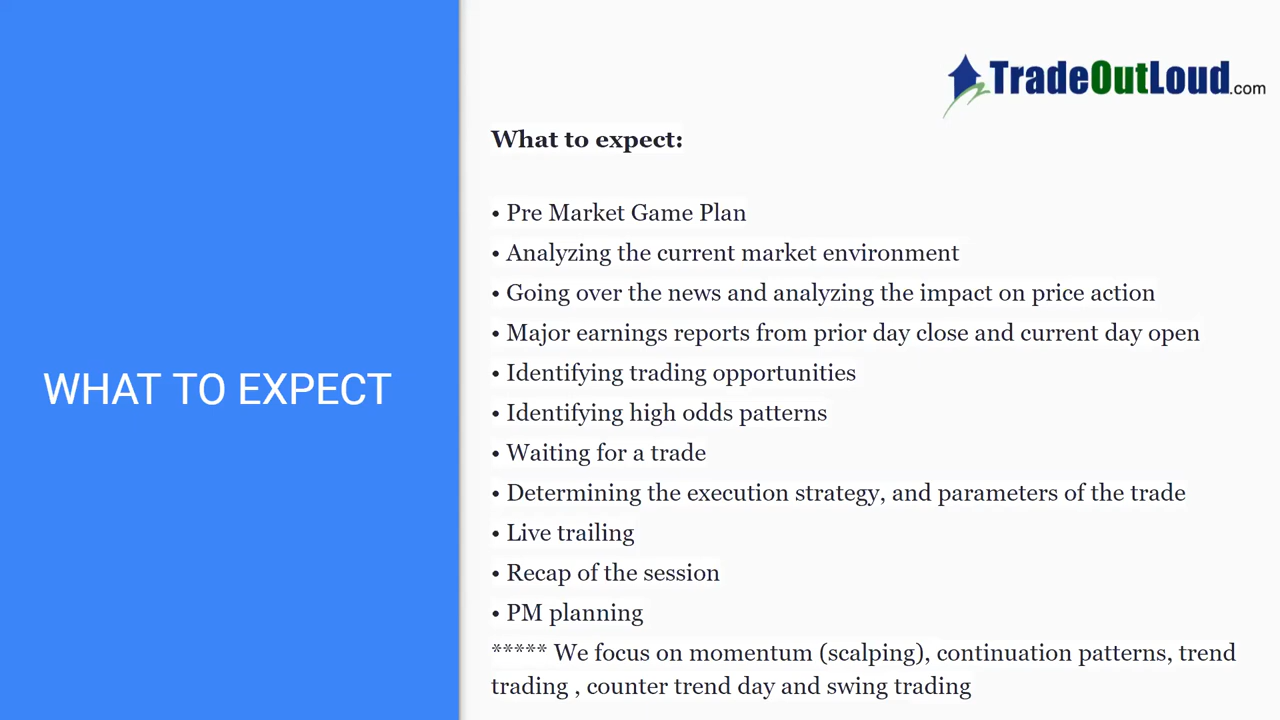 WHAT TO EXPECT
TradeOutLoud.com
What to expect:
• Pre Market Game Plan
• Analyzing the current market environment
• Going over the news and analyzing the impact on price action
• Major earnings reports from prior day close and current day open
• Identifying trading opportunities
• Identifying high odds patterns
• Waiting for a trade
• Determining the execution strategy, and parameters of the trade
• Live trailing
• Recap of the session
• PM planning
***** We focus on momentum (scalping), continuation patterns, trend
trading , counter trend day and swing trading